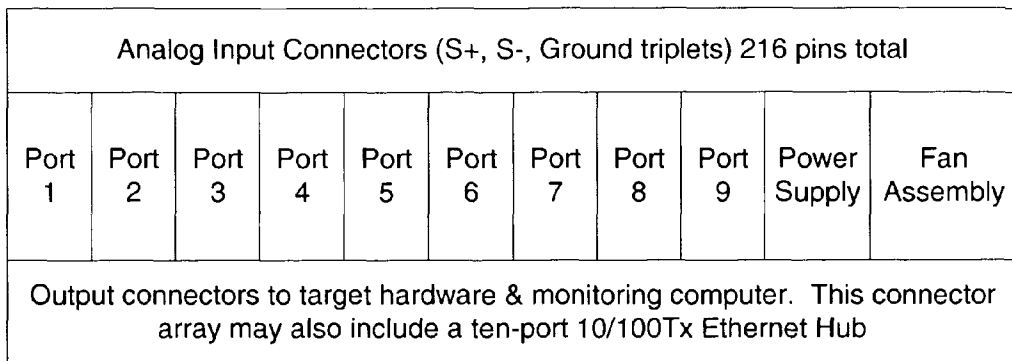 Analog Input Connectors (S+, S-, Ground triplets) 216 pins total
Port 1
Port 2
Port 3
Port 4
Port 5
Port 6
Port 7
Port 8
Port 9
Power Supply
Fan Assembly
Output connectors to target hardware & monitoring computer. This connector
array may also include a ten-port 10/100Tx Ethernet Hub